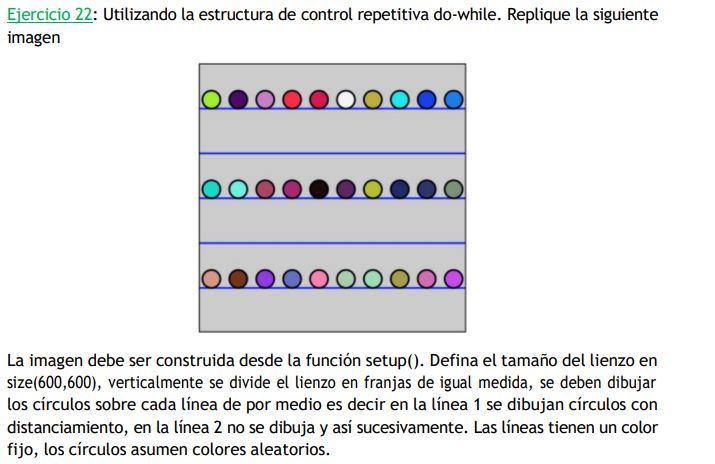 Ejercicio 22: Utilizando la estructura de control repetitiva do-while. Replique la siguiente
imagen
La imagen debe ser construida desde la función setup(). Defina el tamaño del lienzo en
size(600,600), verticalmente se divide el lienzo en franjas de igual medida, se deben dibujar
los círculos sobre cada línea de por medio es decir en la línea 1 se dibujan círculos con
distanciamiento, en la línea 2 no se dibuja y así sucesivamente. Las líneas tienen un color
fijo, los círculos asumen colores aleatorios.